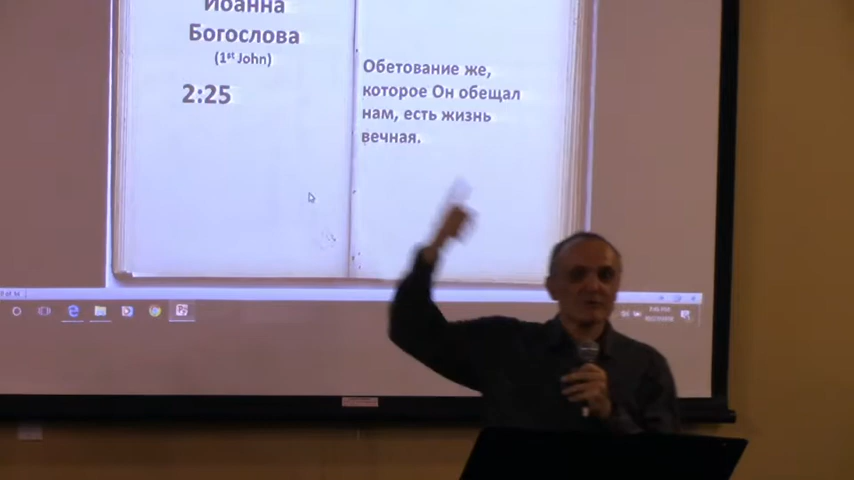 Иоанна
Богослова
(1st John)
2:25
Обетование же,
которое Он обещал
нам, есть жизнь
вечная.